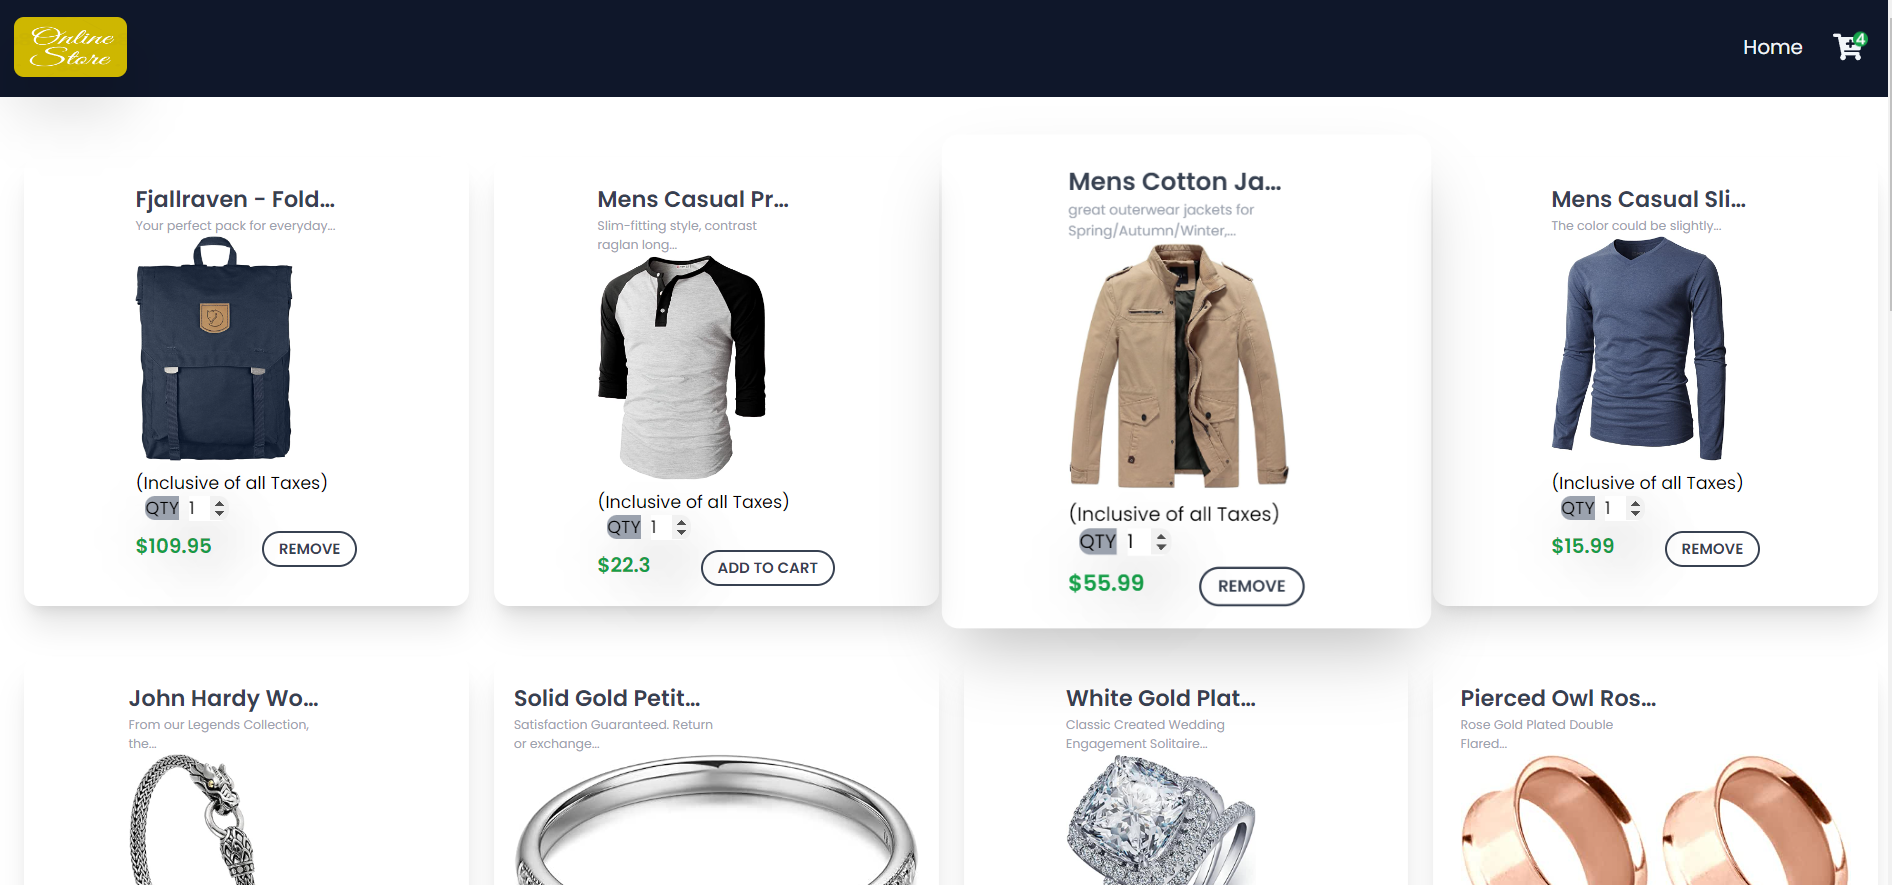 Online
Store
Home
4
Fjallraven - Fold...
Your perfect pack for everyday...
(Inclusive of all Taxes)
QTY 1
$109.95
REMOVE
Mens Casual Pr...
Slim-fitting style, contrast
raglan long...
(Inclusive of all Taxes)
QTY 1
$22.3
ADD TO CART
Mens Cotton Ja...
great outerwear jackets for
Spring/Autumn/Winter,...
(Inclusive of all Taxes)
QTY 1
$55.99
REMOVE
Mens Casual Sli...
The color could be slightly...
(Inclusive of all Taxes)
QTY 1
$15.99
REMOVE
John Hardy Wo...
From our Legends Collection,
the...
Solid Gold Petit...
Satisfaction Guaranteed. Return
or exchange...
White Gold Plat...
Classic Created Wedding
Engagement Solitaire...
Pierced Owl Ros...
Rose Gold Plated Double
Flared...